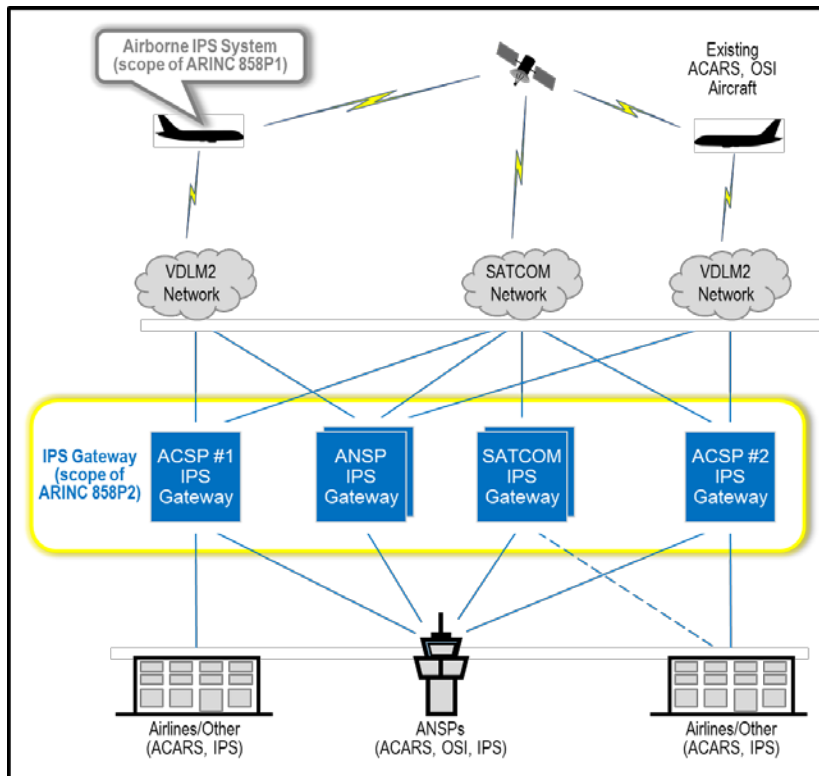 Airborne IPS System
(scope of ARINC 858P1)
Existing
ACARS, OSI
Aircraft
VDLM2
Network
SATCOM
Network
VDLM2
Network
IPS Gateway
(scope of
ARINC 858P2)
ACSP #1
IPS
Gateway
ANSP
IPS
Gateway
SATCOM
IPS
Gateway
ACSP #2
IPS
Gateway
Airlines/Other
(ACARS, IPS)
ANSPs
(ACARS, OSI, IPS)
Airlines/Other
(ACARS, IPS)